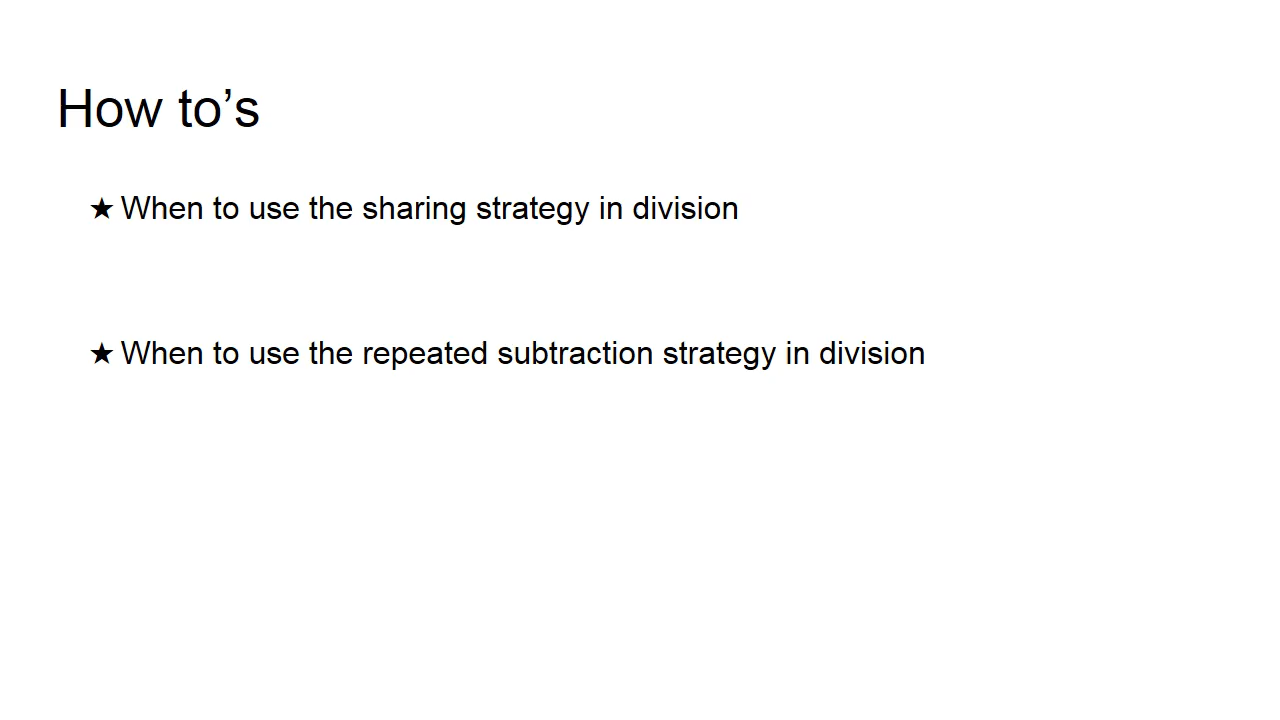 How to’s
★ When to use the sharing strategy in division
★ When to use the repeated subtraction strategy in division